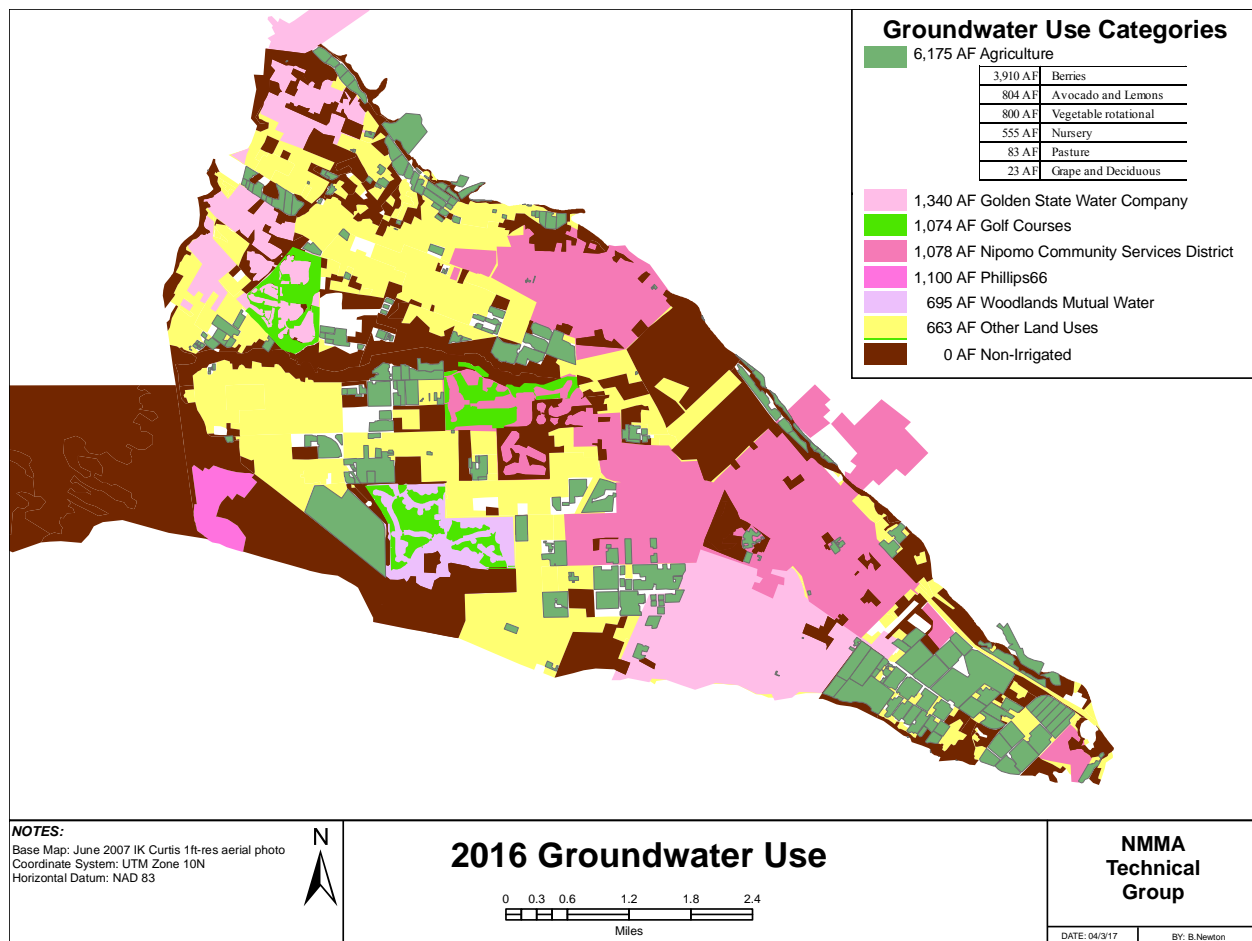 Groundwater Use Categories
6,175 AF Agriculture
3,910 AF Berries
804 AF Avocado and Lemons
800 AF Vegetable rotational
555 AF Nursery
83 AF Pasture
23 AF Grape and Deciduous
1,340 AF Golden State Water Company
1,074 AF Golf Courses
1,078 AF Nipomo Community Services District
1,100 AF Phillips66
695 AF Woodlands Mutual Water
663 AF Other Land Uses
0 AF Non-Irrigated
NOTES:
Base Map: June 2007 IK Curtis 1ft-res aerial photo
Coordinate System: UTM Zone 10N
Horizontal Datum: NAD 83
N
2016 Groundwater Use
0 0.3 0.6 1.2 1.8 2.4
Miles
NMMA
Technical
Group
DATE: 04/3/17 BY: B.Newton